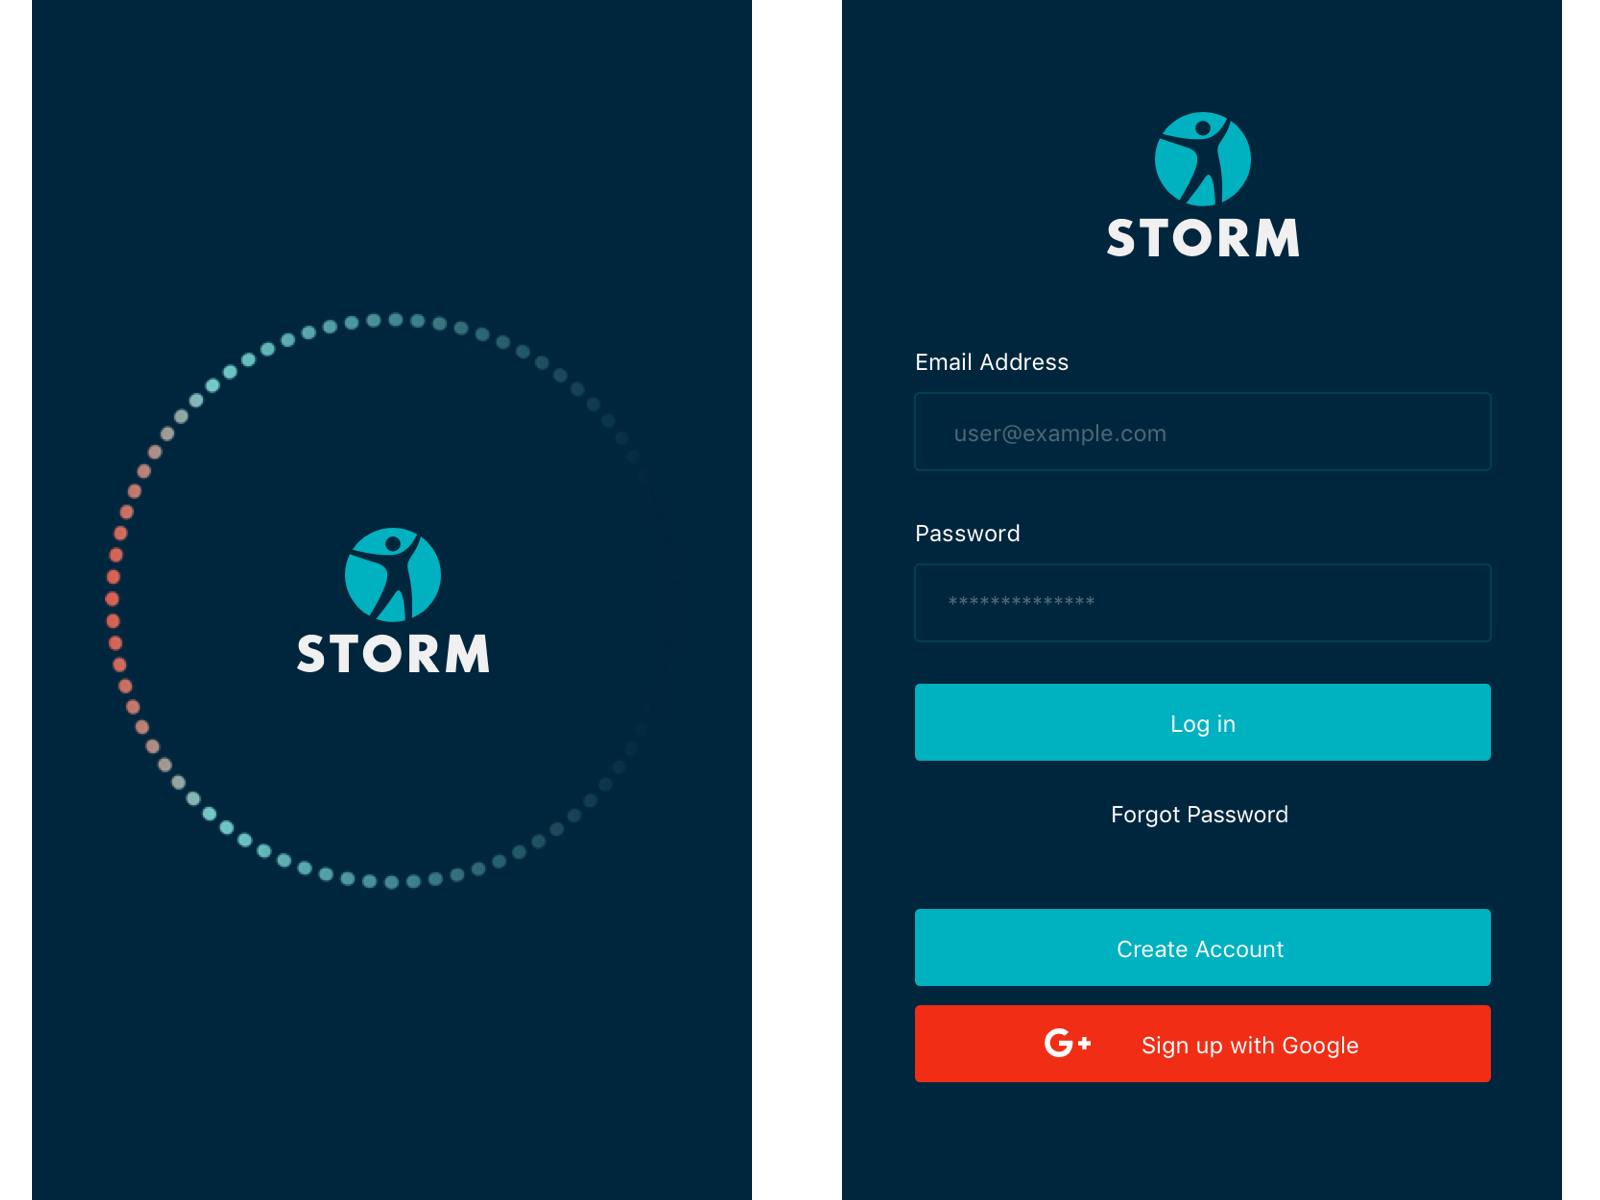 STORM
STORM
Email Address
user@example.com
Password
**************
Log in
Forgot Password
Create Account
G+ Sign up with Google